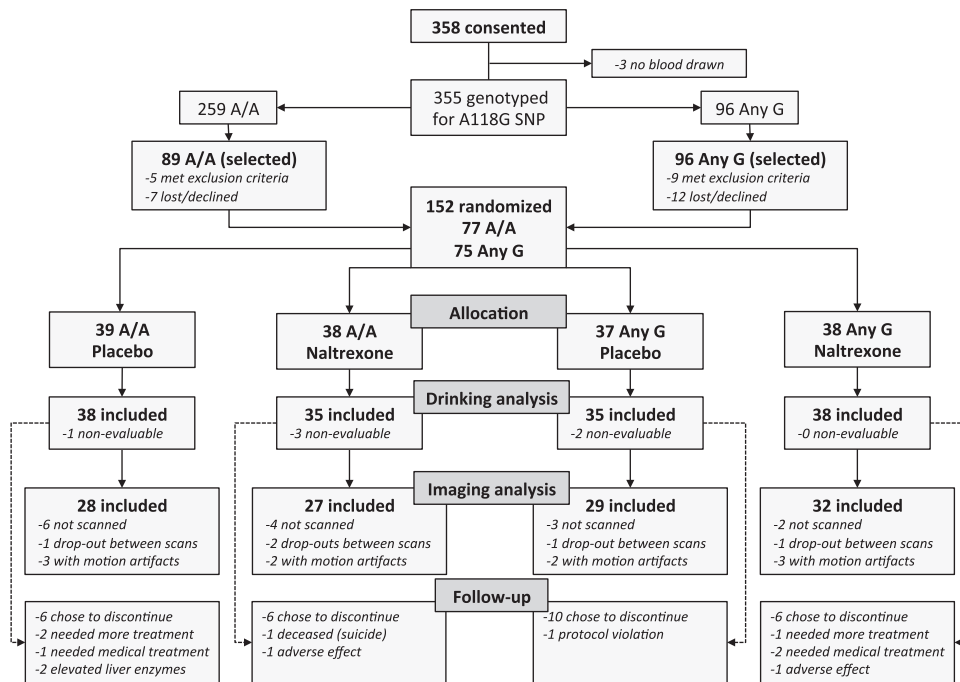 358 consented
-3 no blood drawn
355 genotyped
for A118G SNP
259 A/A
96 Any G
89 A/A (selected)
-5 met exclusion criteria
-7 lost/declined
96 Any G (selected)
-9 met exclusion criteria
-12 lost/declined
152 randomized
77 A/A
75 Any G
Allocation
39 A/A
Placebo
38 A/A
Naltrexone
37 Any G
Placebo
38 Any G
Naltrexone
Drinking analysis
38 included
-1 non-evaluable
35 included
-3 non-evaluable
35 included
-2 non-evaluable
38 included
-0 non-evaluable
Imaging analysis
28 included
-6 not scanned
-1 drop-out between scans
-3 with motion artifacts
27 included
-4 not scanned
-2 drop-outs between scans
-2 with motion artifacts
29 included
-3 not scanned
-1 drop-out between scans
-2 with motion artifacts
32 included
-2 not scanned
-1 drop-out between scans
-3 with motion artifacts
Follow-up
-6 chose to discontinue
-2 needed more treatment
-1 needed medical treatment
-2 elevated liver enzymes
-6 chose to discontinue
-1 deceased (suicide)
-1 adverse effect
-10 chose to discontinue
-1 protocol violation
-6 chose to discontinue
-1 needed more treatment
-2 needed medical treatment
-1 adverse effect